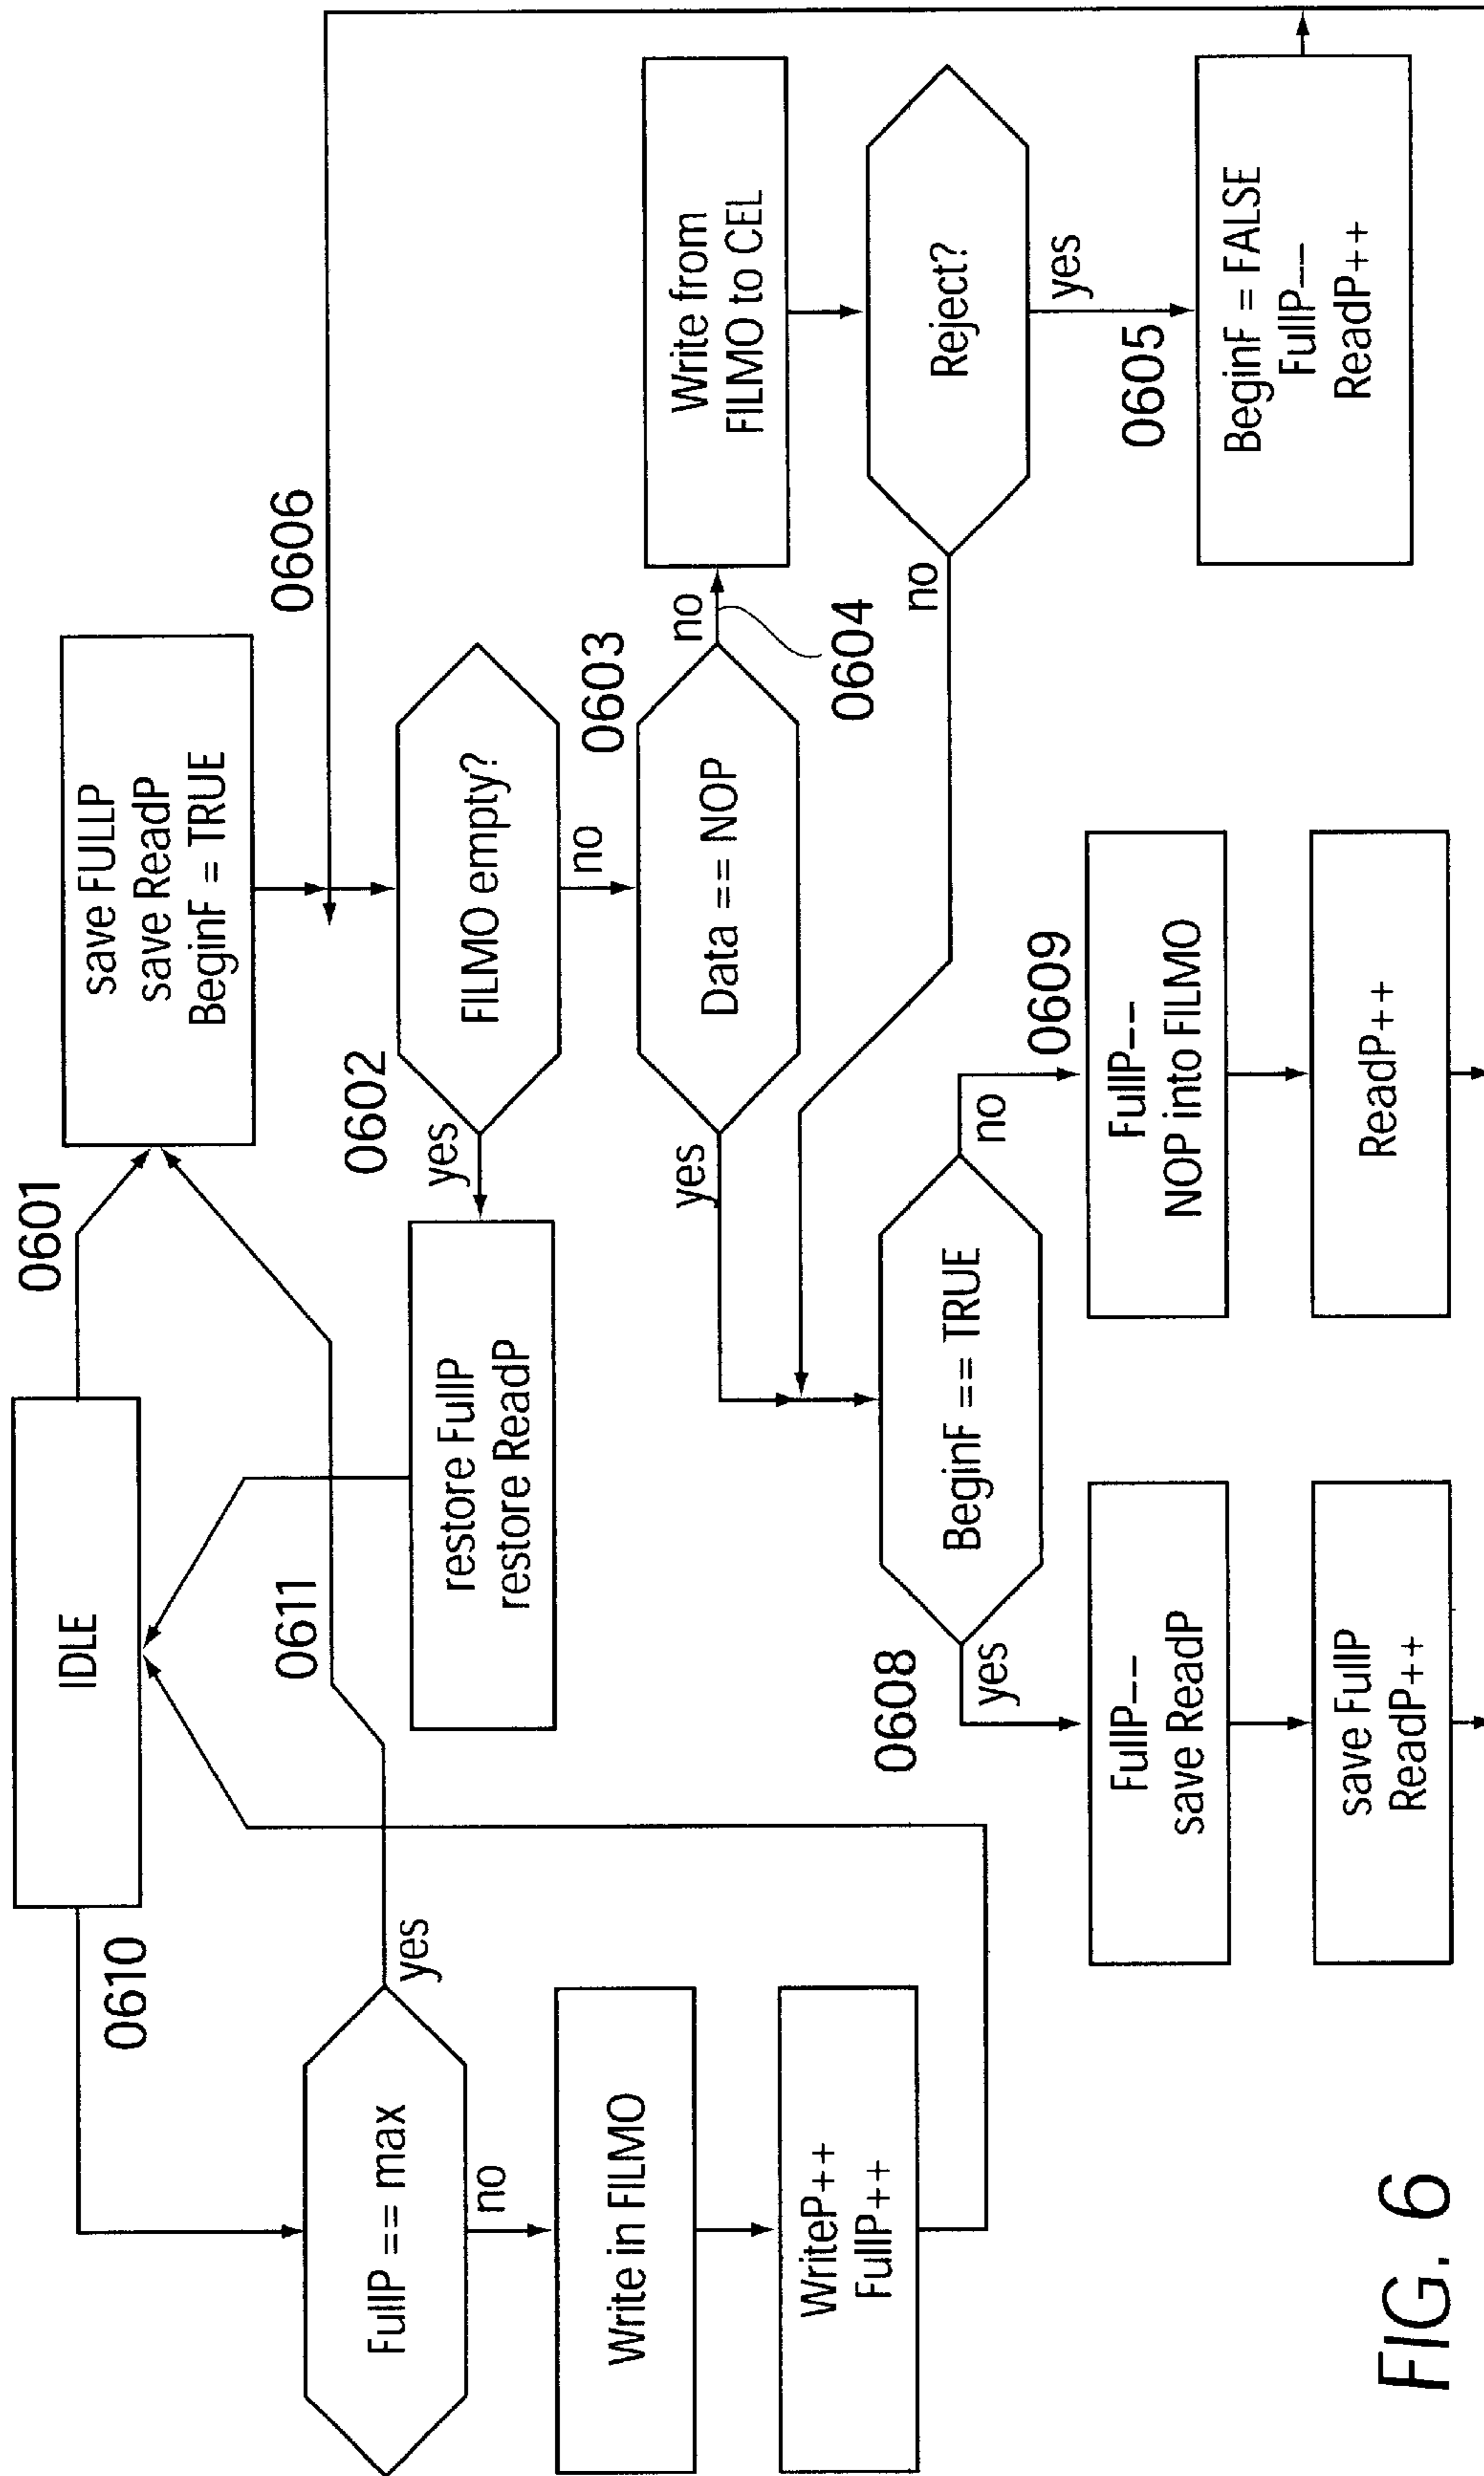 IDLE
0610
0601
FullP == max
yes
no
Write in FILMO
WriteP++
FullP++
0611
save FULLP
save ReadP
BeginF = TRUE
0606
restore FullP
restore ReadP
yes
0602
FILMO empty?
no
0603
Data == NOP
yes
no
0604
Write from
FILMO to CEL
Reject?
no
yes
0605
BeginF = FALSE
FullP--
ReadP++
BeginF == TRUE
0608
yes
no
0609
FullP--
save ReadP
save FullP
ReadP++
FullP--
NOP into FILMO
ReadP++
FIG. 6